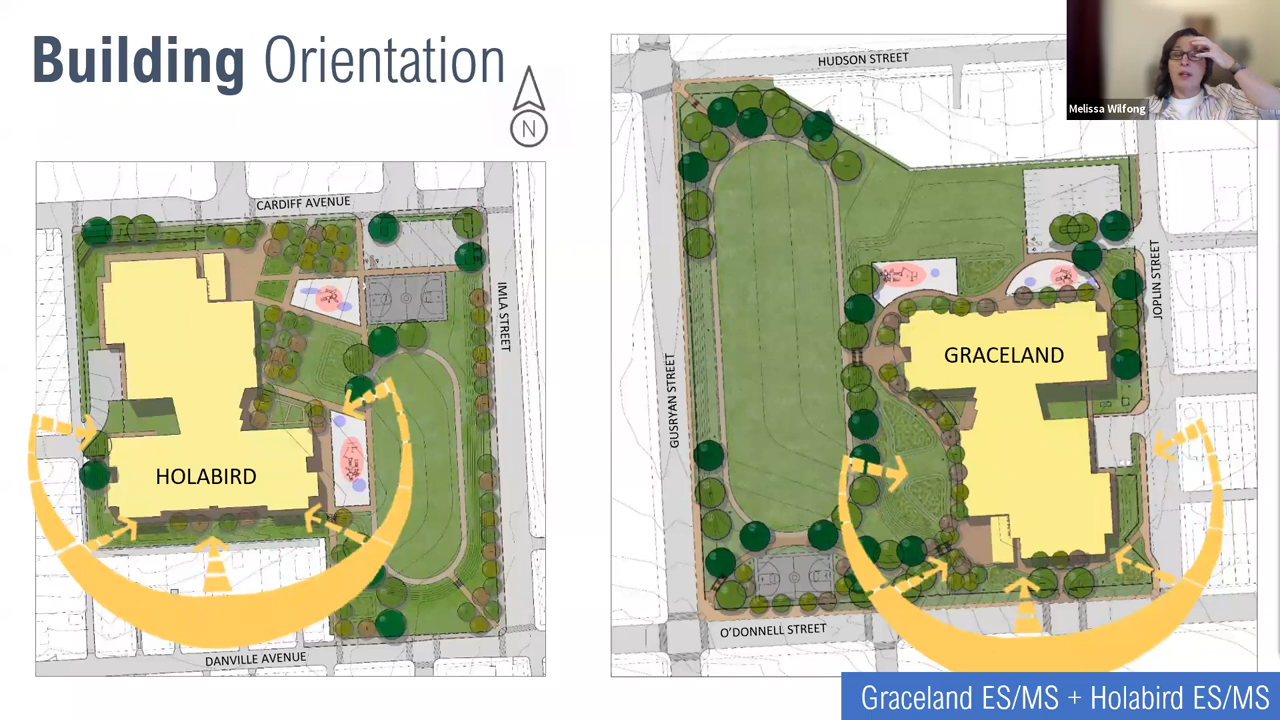 Building Orientation
N
CARDIFF AVENUE
IMLA STREET
HOLABIRD
DANVILLE AVENUE
HUDSON STREET
JOPLIN STREET
GUSRYAN STREET
GRACELAND
O'DONNELL STREET
Melissa Wilfong
Graceland ES/MS + Holabird ES/MS